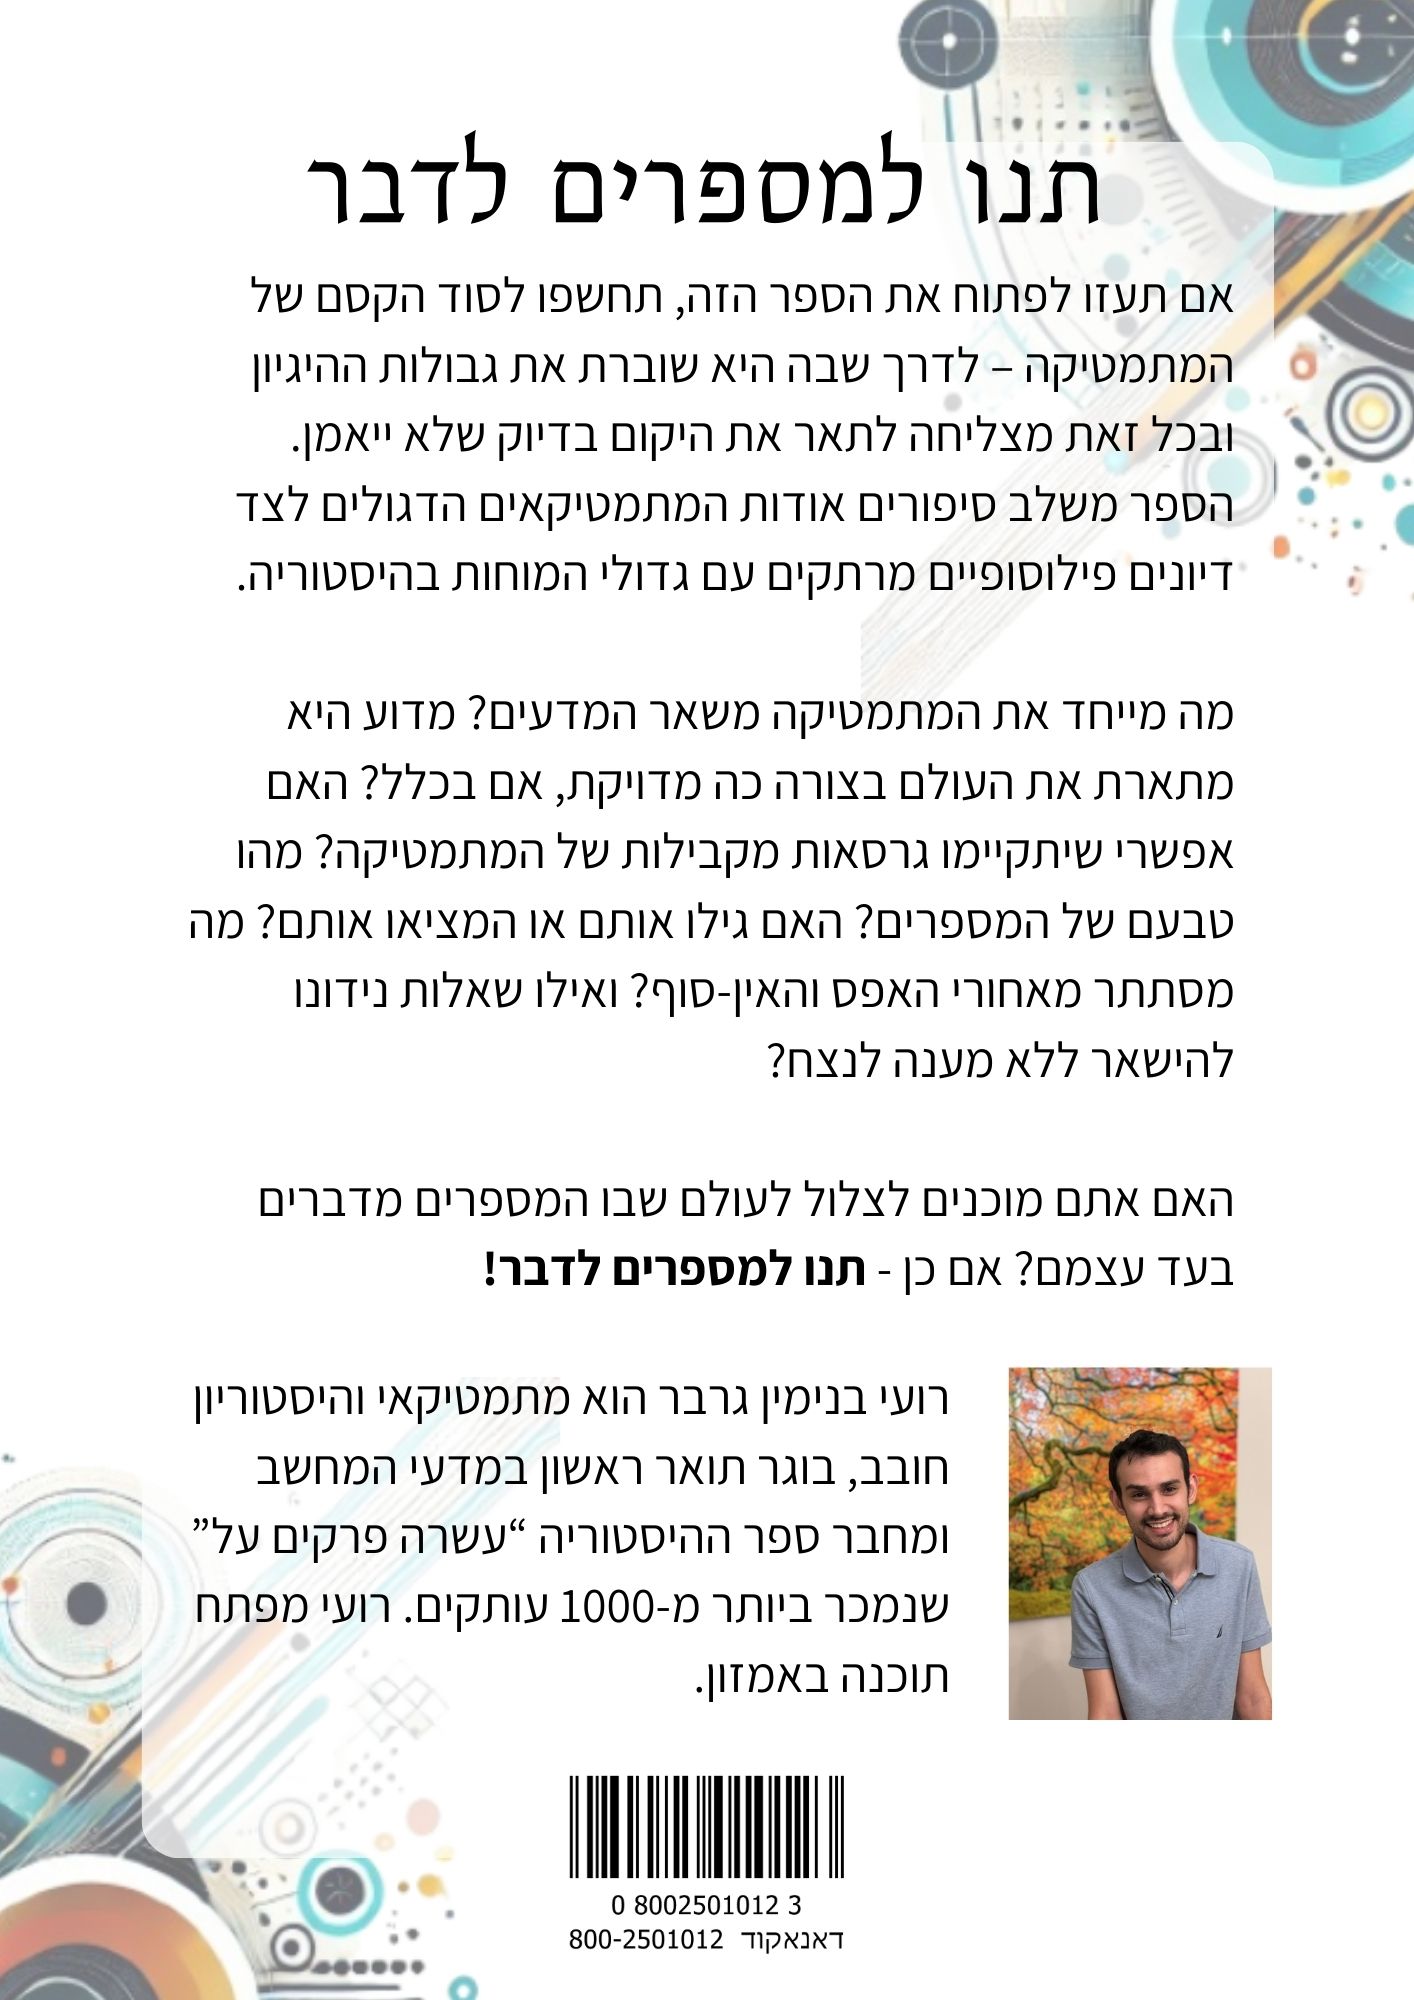 תנו למספרים לדבר
אם תעזו לפתוח את הספר הזה, תחשפו לסוד הקסם של
המתמטיקה – לדרך שבה היא שוברת את גבולות ההיגיון
ובכל זאת מצליחה לתאר את היקום בדיוק שלא ייאמן.
הספר משלב סיפורים אודות המתמטיקאים הדגולים לצד
דיונים פילוסופיים מרתקים עם גדולי המוחות בהיסטוריה.
מה מייחד את המתמטיקה משאר המדעים? מדוע היא
מתארת את העולם בצורה כה מדויקת, אם בכלל? האם
אפשרי שיתקיימו גרסאות מקבילות של המתמטיקה? מהו
טבעם של המספרים? האם גילו אותם או המציאו אותם? מה
מסתתר מאחורי האפס והאין-סוף? ואילו שאלות נידונו
להישאר ללא מענה לנצח?
האם אתם מוכנים לצלול לעולם שבו המספרים מדברים
בעד עצמם? אם כן - תנו למספרים לדבר!
רועי בנימין גרבר הוא מתמטיקאי והיסטוריון
חובב, בוגר תואר ראשון במדעי המחשב
ומחבר ספר ההיסטוריה “עשרה פרקים על”
שנמכר ביותר מ-1000 עותקים. רועי מפתח
תוכנה באמזון.
0 8002501012 3
דאנאקוד 800-2501012